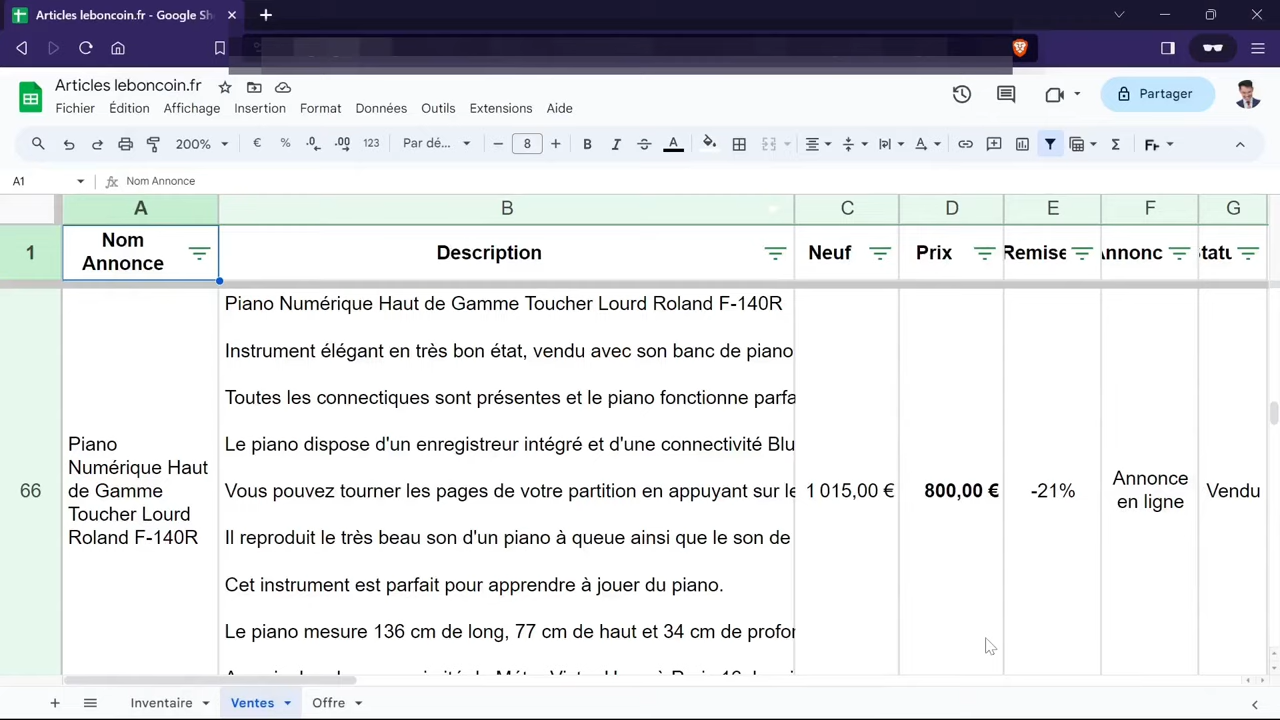 Articles leboncoin.fr - Google Sh
Articles leboncoin.fr
Fichier Édition Affichage Insertion Format Données Outils Extensions Aide
Partager
200% € % .0 .00 123 Par dé... 8 B I S A Fr
A1 fx Nom Annonce
A B C D E F G
1 Nom Annonce Description Neuf Prix Remise Annonc tatu
Piano Numérique Haut de Gamme Toucher Lourd Roland F-140R
Instrument élégant en très bon état, vendu avec son banc de piano
Toutes les connectiques sont présentes et le piano fonctionne parfa
Le piano dispose d'un enregistreur intégré et d'une connectivité Blu
Vous pouvez tourner les pages de votre partition en appuyant sur le
Il reproduit le très beau son d'un piano à queue ainsi que le son de
Cet instrument est parfait pour apprendre à jouer du piano.
Le piano mesure 136 cm de long, 77 cm de haut et 34 cm de profor
66
Piano
Numérique Haut
de Gamme
Toucher Lourd
Roland F-140R
1 015,00 € 800,00 € -21%
Annonce
en ligne
Vendu
Inventaire Ventes Offre